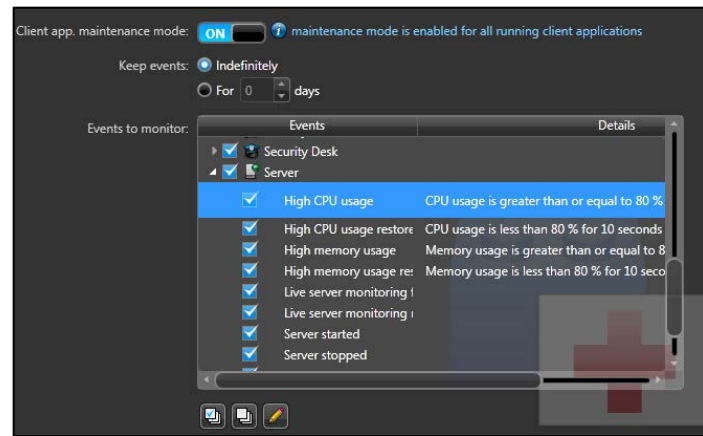 Client app. maintenance mode: ON maintenance mode is enabled for all running client applications
Keep events: Indefinitely
For 0 days
Events to monitor:
Events Details
Security Desk
Server
High CPU usage CPU usage is greater than or equal to 80 %
High CPU usage restore CPU usage is less than 80 % for 10 seconds
High memory usage Memory usage is greater than or equal to 8
High memory usage res Memory usage is less than 80 % for 10 seco
Live server monitoring
Live server monitoring
Server started
Server stopped